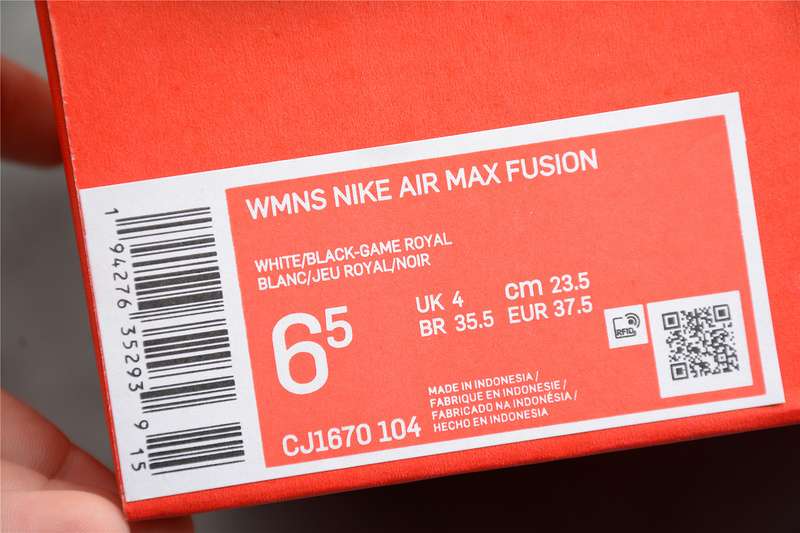 WMNS NIKE AIR MAX FUSION
WHITE/BLACK-GAME ROYAL
BLANC/JEU ROYAL/NOIR
65
UK 4 cm 23.5
BR 35.5 EUR 37.5
RFID
MADE IN INDONESIA/
FABRIQUE EN INDONESIE/
FABRICADO NA INDONÉSIA/
HECHO EN INDONESIA
CJ1670 104
1 94276 35293 9 15